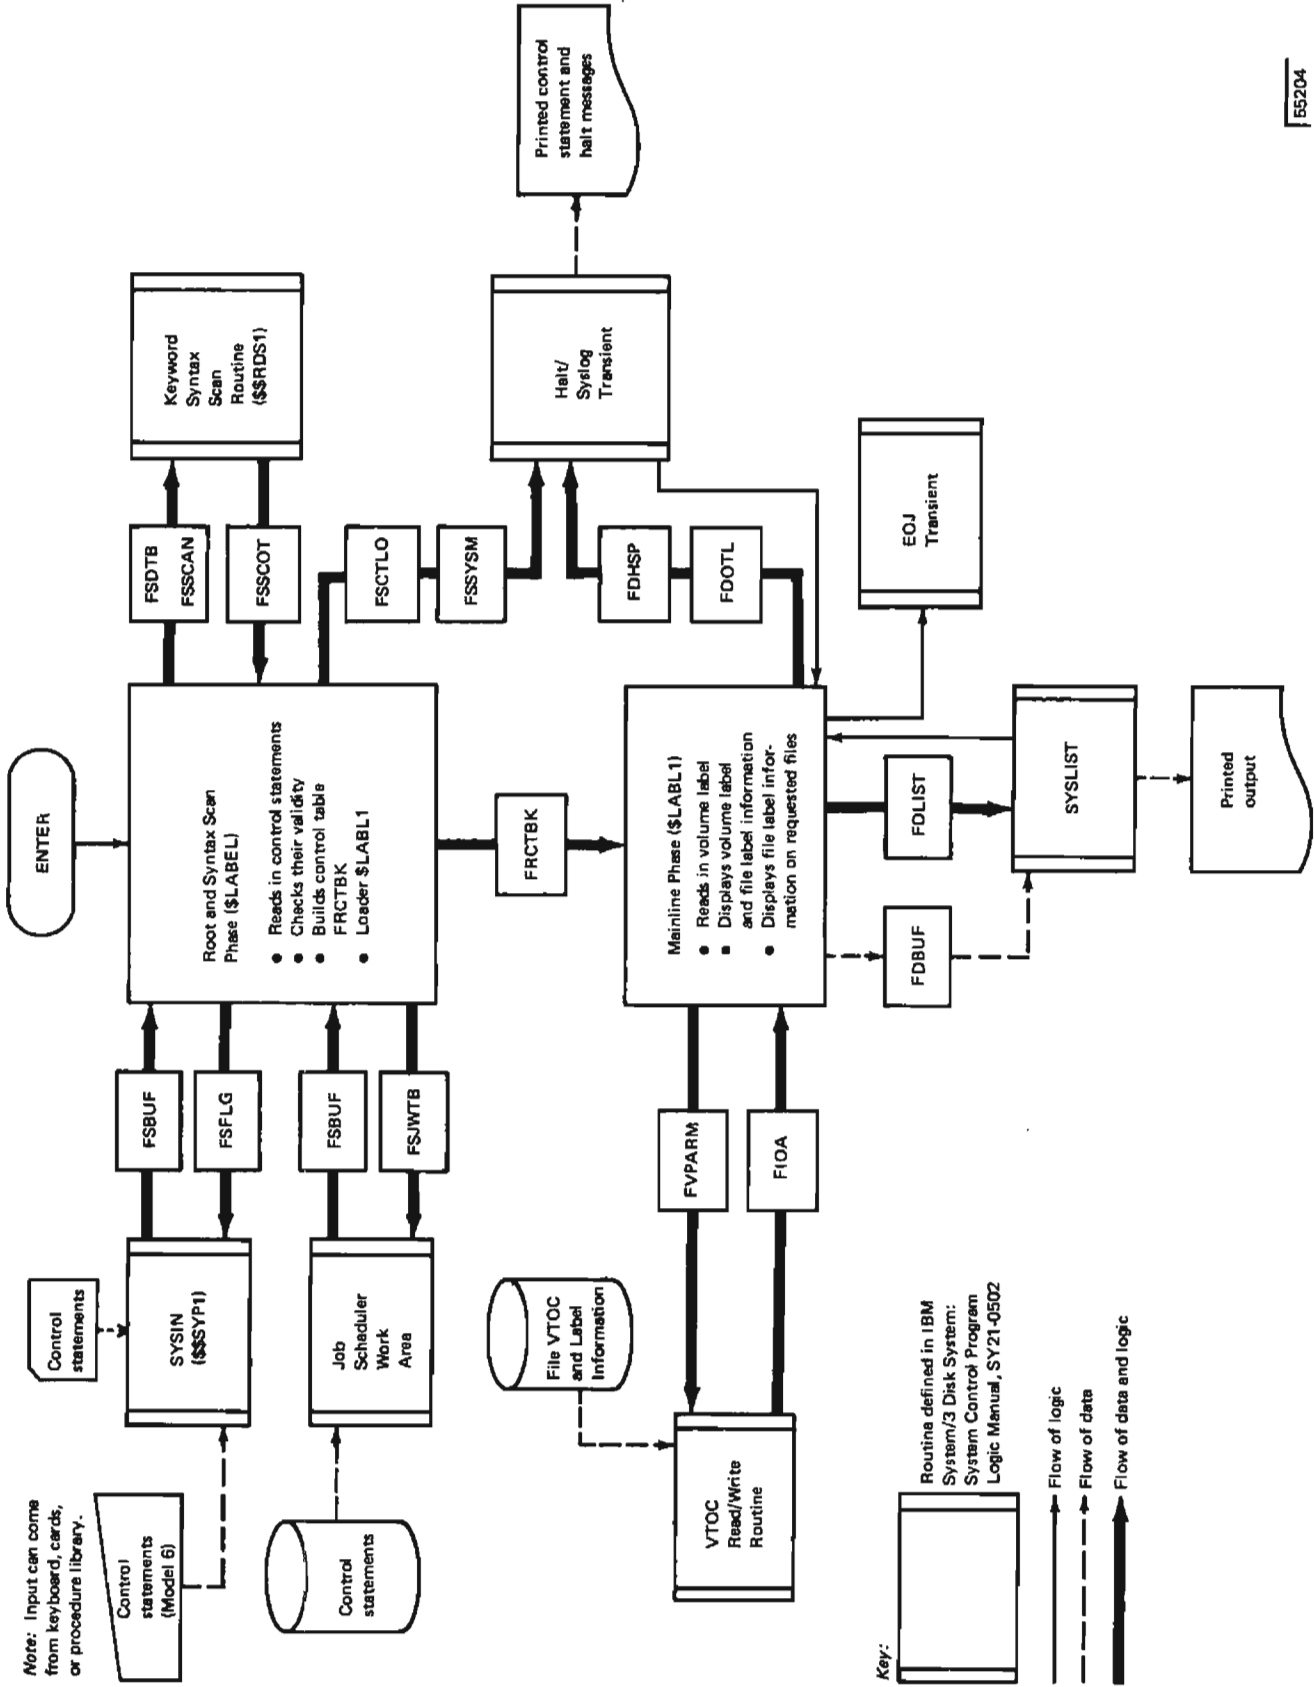 Note: Input can come
from keyboard, cards,
or procedure library.
Control
statements
(Model 6)
Control
statements
ENTER
SYSIN
($$SYP1)
FSBUF
FSFLG
Root and Syntax Scan
Phase ($LABEL)
● Reads in control statements
● Checks their validity
● Builds control table
FRCTBK
● Loader $LABL1
FSDTB
FSSCAN
FSSCOT
Keyword
Syntax
Scan
Routine
($$RDS1)
Control
statements
Job
Schaduler
Work
Area
FSBUF
FSJWTB
FSCTLO
FSSYSM
FRCTBK
Halt/
Syslog
Transient
Printed control
statement and
halt messages
File VTOC
and Label
Information
VTOC
Read/Write
Routine
FVPARM
FIOA
Mainline Phase ($LABL1)
● Reads in volume label
● Displays volume label
and file label information
● Displays file label infor-
mation on requested files
FDHSP
FDOTL
EOJ
Transient
FDBUF
FDLIST
SYSLIST
Printed
output
Key:
Routina defined in IBM
System/3 Disk System:
System Control Program
Logic Manual, SY21-0502
Flow of logic
Flow of data
Flow of data and logic
55204